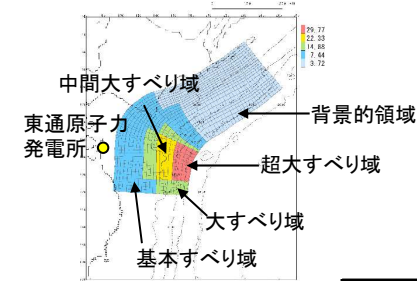 29.77
22.33
14.88
7.44
3.72
中間大すべり域
背景的領域
東通原子力
発電所
超大すべり域
大すべり域
基本すべり域